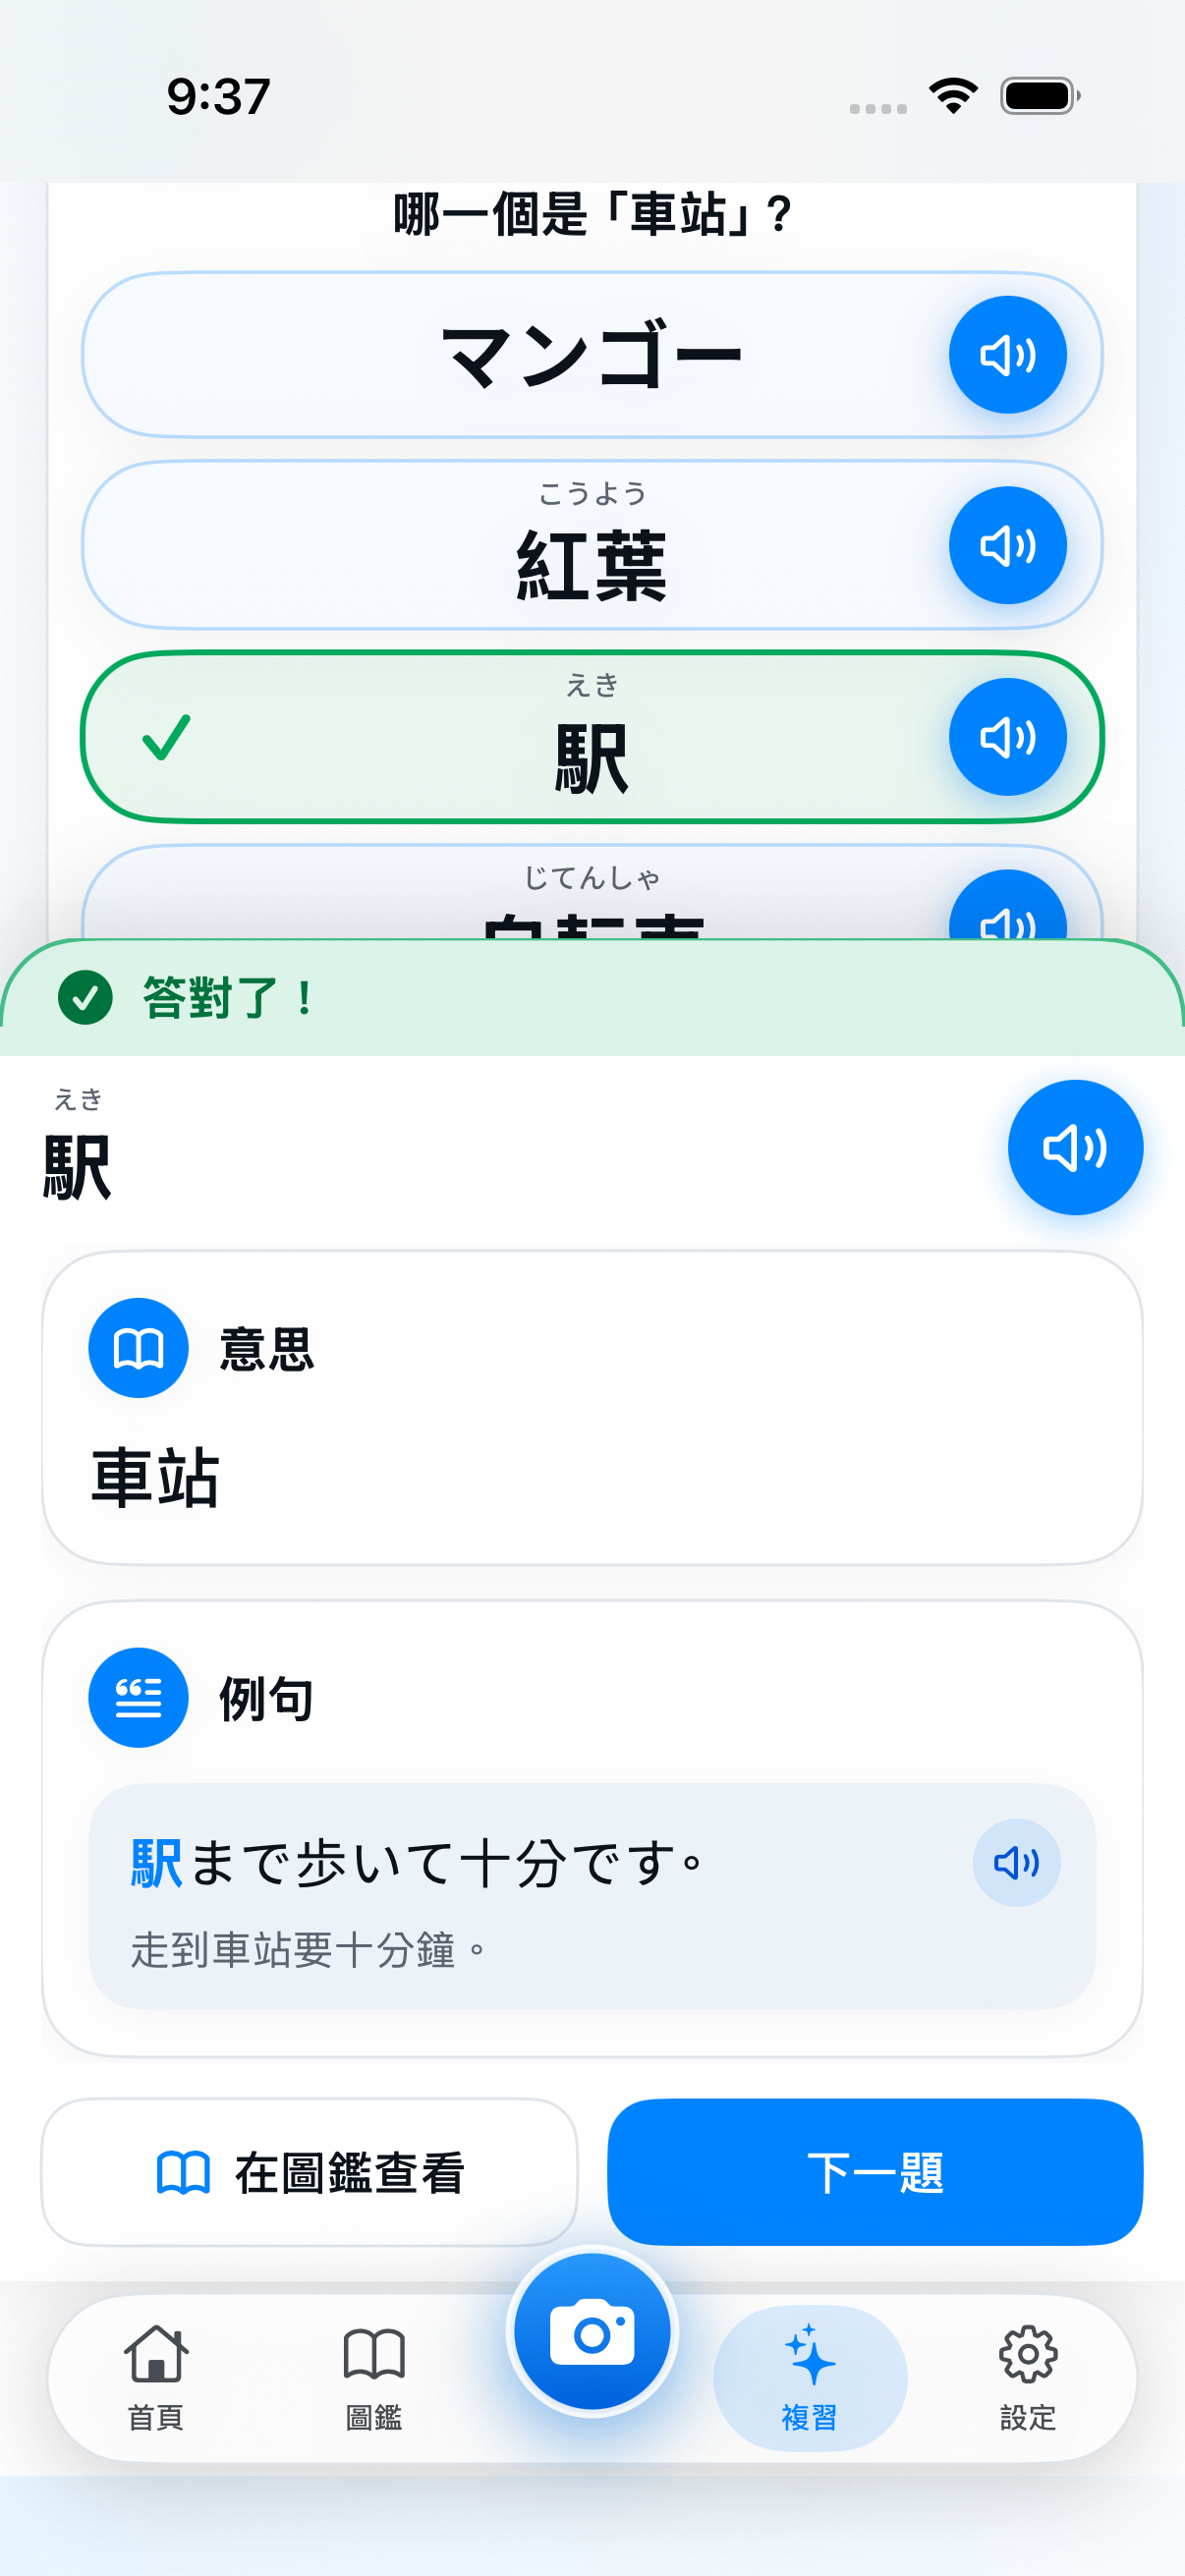 9:37
哪一個是「車站」?
マンゴー
こうよう
紅葉
えき
駅
じてんしゃ
自転車
答對了！
えき
駅
意思
車站
例句
駅まで歩いて十分です。
走到車站要十分鐘。
在圖鑑查看
下一題
首頁
圖鑑
複習
設定